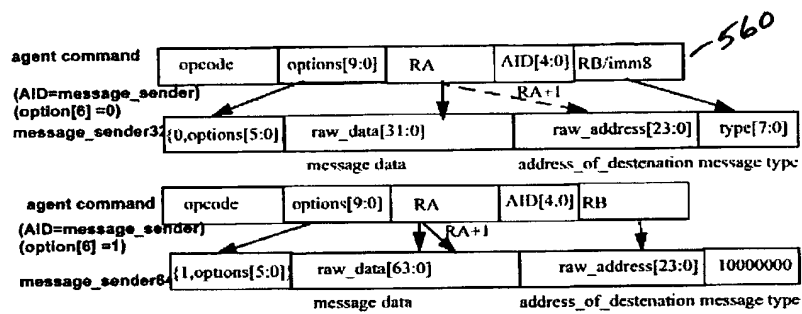 560
agent command opcode options[9:0] RA AID[4:0] RB/imm8
(AID=message_sender)
(option[6] =0)
RA+1
message_sender32 {0,options[5:0] raw_data[31:0] raw_address[23:0] type[7:0]
message data address_of_destenation message type
agent command opcode options[9:0] RA AID[4,0] RB
(AID=message_sender)
(option[6] =1)
RA+1
message_sender64 {1,options[5:0]} raw_data[63:0] raw_address[23:0] 10000000
message data address_of_destenation message type